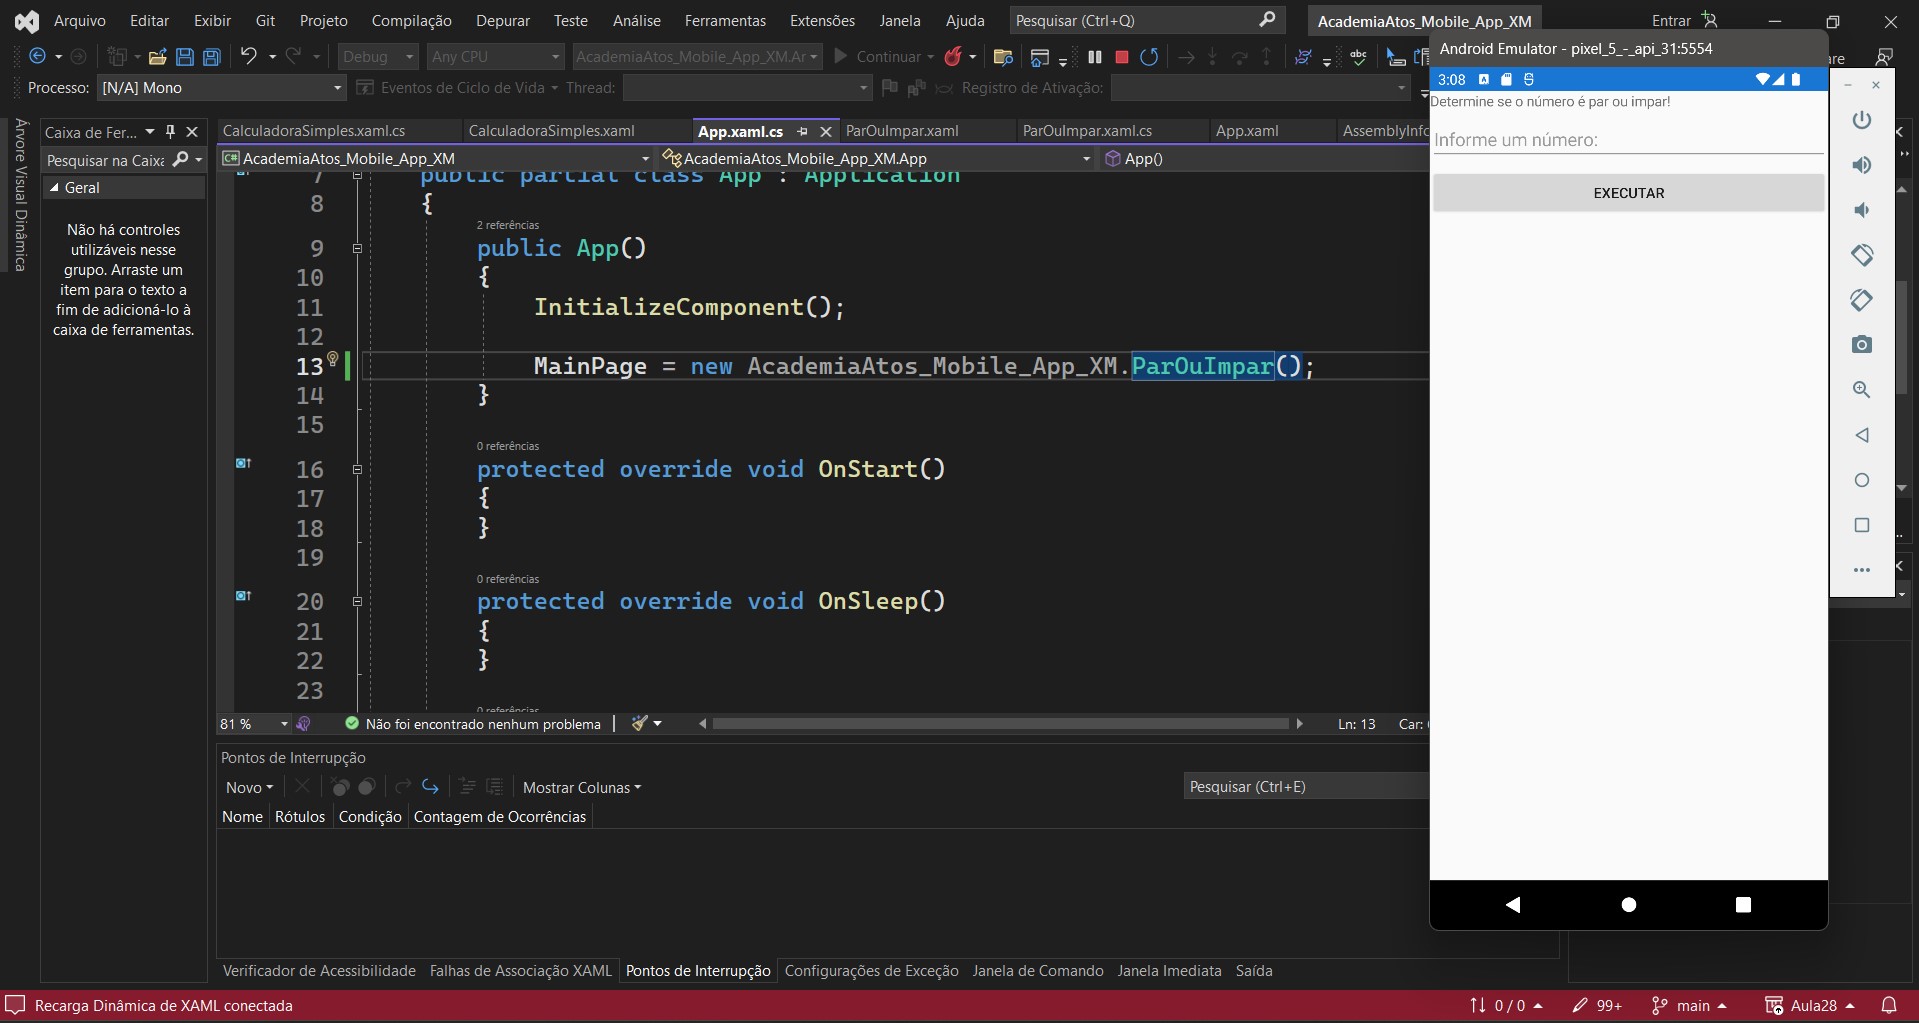 Arquivo Editar Exibir Git Projeto Compilação Depurar Teste Análise Ferramentas Extensões Janela Ajuda Pesquisar (Ctrl+Q) AcademiaAtos_Mobile_App_XM Entrar
Debug Any CPU AcademiaAtos_Mobile_App_XM.Ar Continuar
Processo: [N/A] Mono Eventos de Ciclo de Vida Thread: Registro de Ativação:
Árvore Visual Dinâmica
Caixa de Fer...
Pesquisar na Caixa
Geral
Não há controles
utilizáveis nesse
grupo. Arraste um
item para o texto a
fim de adicioná-lo à
caixa de ferramentas.
CalculadoraSimples.xaml.cs CalculadoraSimples.xaml App.xaml.cs ParOuImpar.xaml ParOuImpar.xaml.cs App.xaml AssemblyInfo
AcademiaAtos_Mobile_App_XM AcademiaAtos_Mobile_App_XM.App App()
7 public partial class App : Application
8 {
2 referências
9 public App()
10 {
11 InitializeComponent();
12
13 MainPage = new AcademiaAtos_Mobile_App_XM.ParOuImpar();
14 }
15
0 referências
16 protected override void OnStart()
17 {
18 }
19
0 referências
20 protected override void OnSleep()
21 {
22 }
23
0 referências
81 % Não foi encontrado nenhum problema Ln: 13 Car:
Pontos de Interrupção
Novo Mostrar Colunas Pesquisar (Ctrl+E)
Nome Rótulos Condição Contagem de Ocorrências
Verificador de Acessibilidade Falhas de Associação XAML Pontos de Interrupção Configurações de Exceção Janela de Comando Janela Imediata Saída
Recarga Dinâmica de XAML conectada 0 / 0 99+ main Aula28
Android Emulator - pixel_5_-_api_31:5554
3:08
Determine se o número é par ou impar!
Informe um número:
EXECUTAR